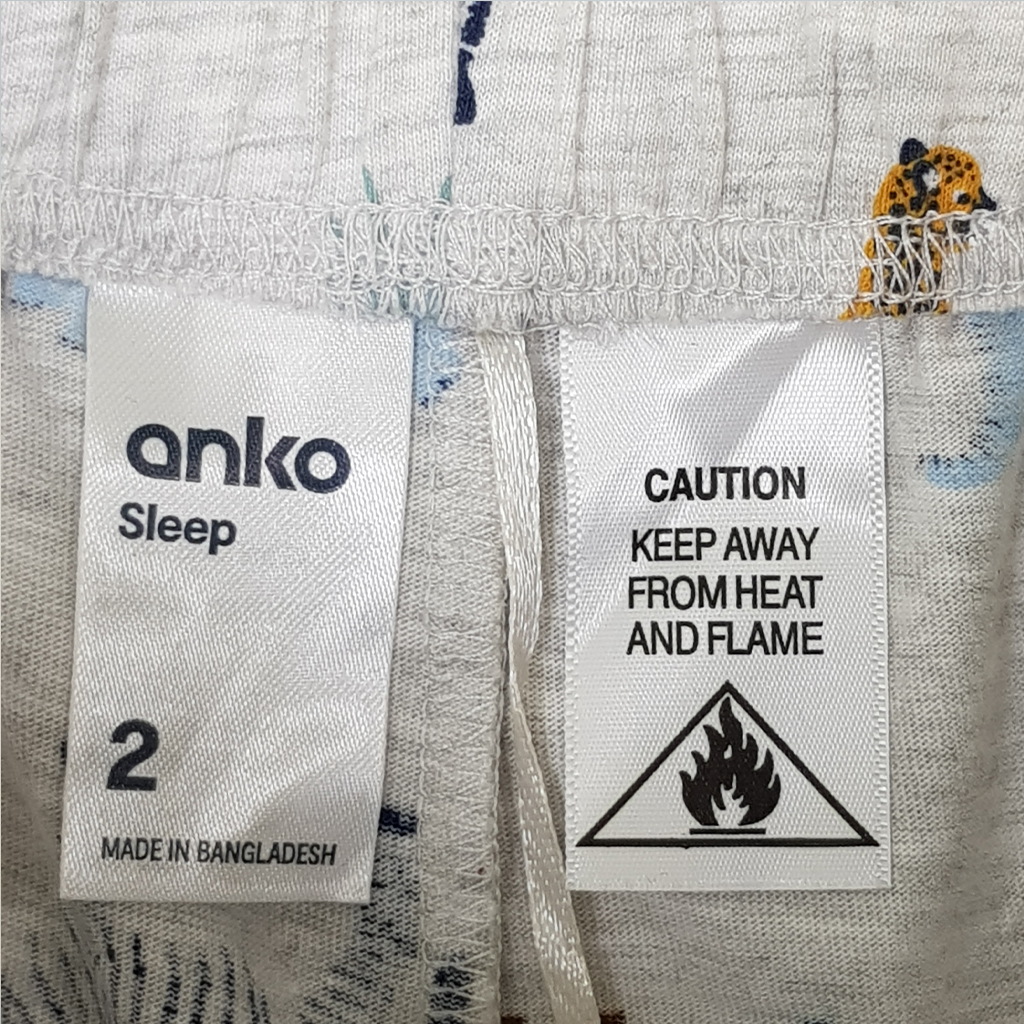 anko
Sleep
2
MADE IN BANGLADESH
CAUTION
KEEP AWAY
FROM HEAT
AND FLAME